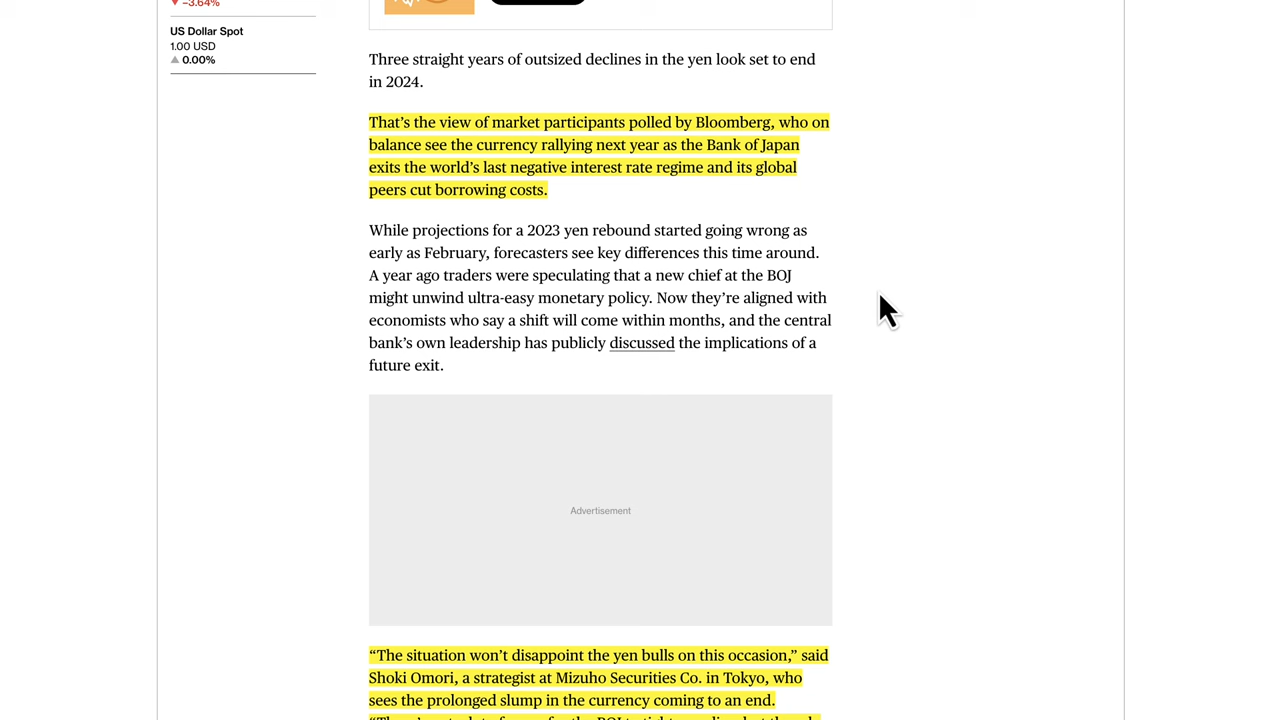 −3.64%
US Dollar Spot
1.00 USD
0.00%
Three straight years of outsized declines in the yen look set to end
in 2024.
That’s the view of market participants polled by Bloomberg, who on
balance see the currency rallying next year as the Bank of Japan
exits the world’s last negative interest rate regime and its global
peers cut borrowing costs.
While projections for a 2023 yen rebound started going wrong as
early as February, forecasters see key differences this time around.
A year ago traders were speculating that a new chief at the BOJ
might unwind ultra-easy monetary policy. Now they’re aligned with
economists who say a shift will come within months, and the central
bank’s own leadership has publicly discussed the implications of a
future exit.
Advertisement
“The situation won’t disappoint the yen bulls on this occasion,” said
Shoki Omori, a strategist at Mizuho Securities Co. in Tokyo, who
sees the prolonged slump in the currency coming to an end.